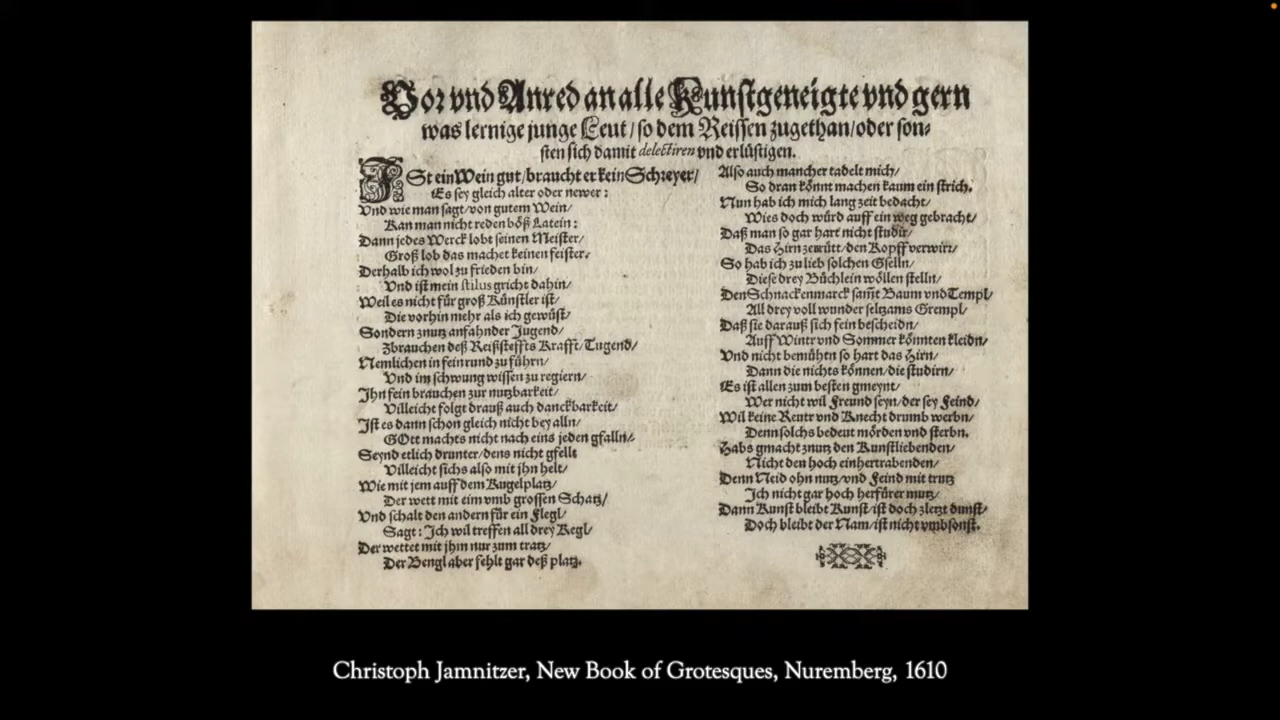 Vor vnd Anred an alle Kunstgeneigte vnd gern
was lernige junge Leut / so dem Reissen zugethan / oder son-
sten sich damit delectiren vnd erlüstigen.
ISt ein Wein gut / braucht er kein Schreyer /
Es sey gleich alter oder newer :
Vnd wie man sagt / von gutem Wein /
Kan man nicht reden böß Latein :
Dann jedes Werck lobt seinen Meister /
Groß lob das machet keinen feister.
Derhalb ich wol zu frieden bin /
Vnd ist mein stilus gricht dahin /
Weil es nicht für groß Künstler ist /
Die vorhin mehr als ich gewüst /
Sondern znutz anfahnder Jugend /
Zbrauchen deß Reißsteffts Krafft / Tugend /
Nemlichen in fein rund zu führn /
Vnd im schwung wissen zu regiern /
Ihn fein brauchen zur nutzbarkeit /
Villeicht folgt drauß auch danckbarkeit /
Ist es dann schon gleich nicht bey alln /
GOtt machts nicht nach eins jeden gfalln /
Seynd etlich drunter / dens nicht gfellt
Villeicht sichs also mit jhn helt /
Wie mit jem auff dem Kugelplatz /
Der wett mit eim vmb grossen Schatz /
Vnd schalt den andern für ein Flegl /
Sagt : Ich wil treffen all drey Kegl /
Der wettet mit jhm nur zum tratz /
Der Bengl aber fehlt gar deß platz.
Also auch mancher tadelt mich /
So dran könnt machen kaum ein strich.
Nun hab ich mich lang zeit bedacht /
Wies doch würd auff ein weg gebracht /
Daß man so gar hart nicht studir /
Das Hirn zerrütt / den Kopff verwirr /
So hab ich zu lieb solchen Gselln /
Diese drey Büchlein wöllen stelln /
Den Schnackenmarck sam̃t Baum vnd Templ /
All drey voll wunder seltzams Grempl /
Daß sie darauß sich fein bescheidn /
Auff Wintr vnd Sommer könnten kleidn /
Vnd nicht bemühtn so hart das Hirn /
Dann die nichts können / die studirn /
Es ist allen zum besten gmeynt /
Wer nicht wil Freund seyn / der sey Feind /
Wil keine Reutr vnd Knecht drumb werbn /
Denn solchs bedeut mörden vnd sterbn.
Habs gmacht znutz den Kunstliebenden /
Nicht den hoch einhertrabenden /
Denn Neid ohn nutz / vnd Feind mit trutz
Ich nicht gar hoch herfürer mutz /
Dann Kunst bleibt Kunst / ist doch zletzt dunst /
Doch bleibt der Nam / ist nicht vmbsonst.
Christoph Jamnitzer, New Book of Grotesques, Nuremberg, 1610